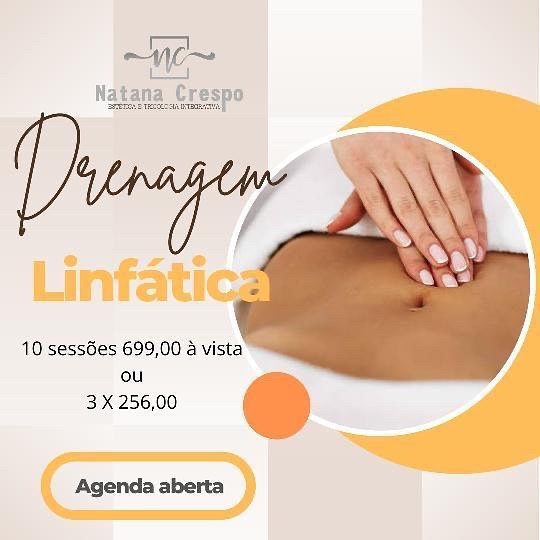 nc
Natana Crespo
ESTÉTICA E TRICOLOGIA INTEGRATIVA
Drenagem
Linfática
10 sessões 699,00 à vista
ou
3 X 256,00
Agenda aberta